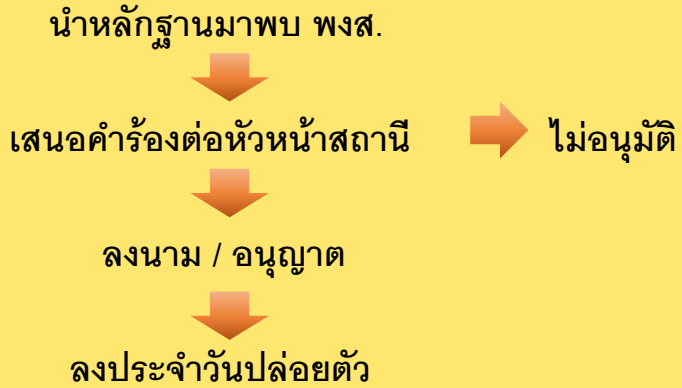 นำหลักฐานมาพบ พงส.
เสนอคำร้องต่อหัวหน้าสถานี
ไม่อนุมัติ
ลงนาม / อนุญาต
ลงประจำวันปล่อยตัว